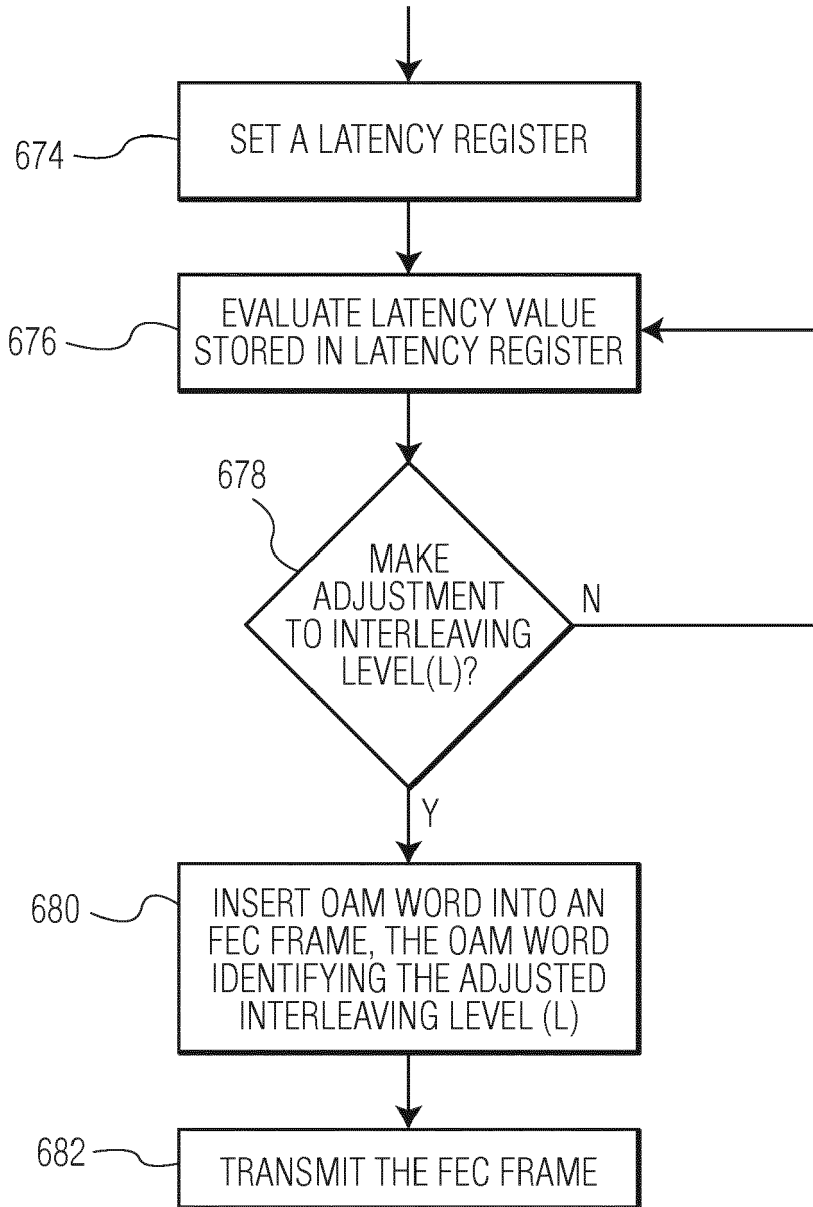 674
SET A LATENCY REGISTER
676
EVALUATE LATENCY VALUE
STORED IN LATENCY REGISTER
678
MAKE
ADJUSTMENT
TO INTERLEAVING
LEVEL(L)?
N
Y
680
INSERT OAM WORD INTO AN
FEC FRAME, THE OAM WORD
IDENTIFYING THE ADJUSTED
INTERLEAVING LEVEL (L)
682
TRANSMIT THE FEC FRAME